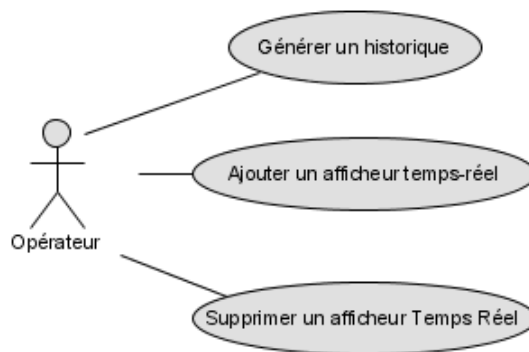 Générer un historique
Ajouter un afficheur temps-réel
Opérateur
Supprimer un afficheur Temps Réel